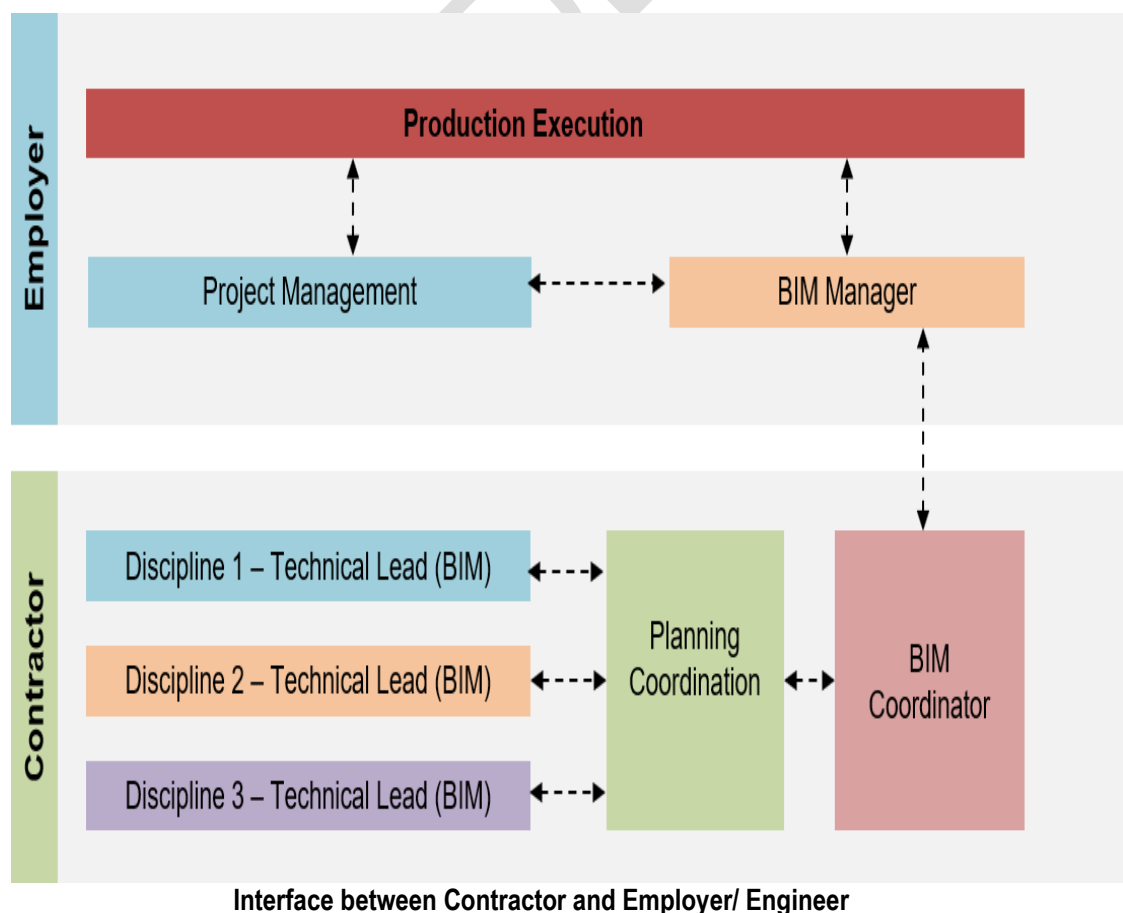 Employer
Production Execution
Project Management
BIM Manager
Contractor
Discipline 1 – Technical Lead (BIM)
Discipline 2 – Technical Lead (BIM)
Discipline 3 – Technical Lead (BIM)
Planning
Coordination
BIM
Coordinator
Interface between Contractor and Employer/ Engineer